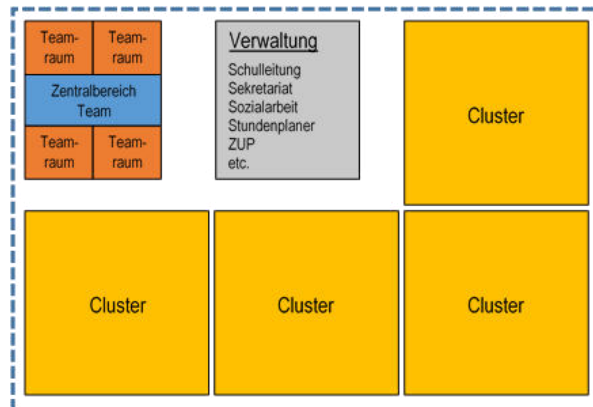 Team-
raum
Team-
raum
Zentralbereich
Team
Team-
raum
Team-
raum
Verwaltung
Schulleitung
Sekretariat
Sozialarbeit
Stundenplaner
ZUP
etc.
Cluster
Cluster
Cluster
Cluster